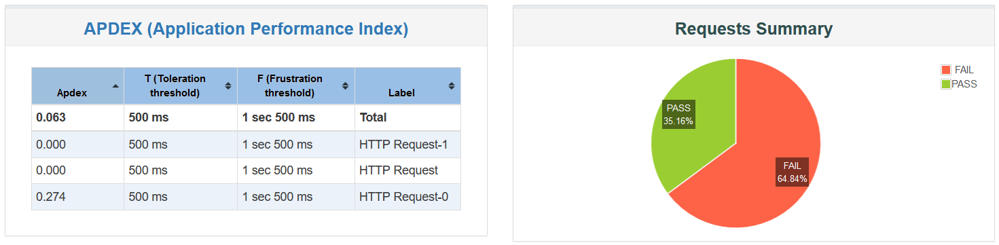 APDEX (Application Performance Index)
Apdex T (Toleration threshold) F (Frustration threshold) Label
0.063 500 ms 1 sec 500 ms Total
0.000 500 ms 1 sec 500 ms HTTP Request-1
0.000 500 ms 1 sec 500 ms HTTP Request
0.274 500 ms 1 sec 500 ms HTTP Request-0
Requests Summary
FAIL
PASS
PASS
35.16%
FAIL
64.84%